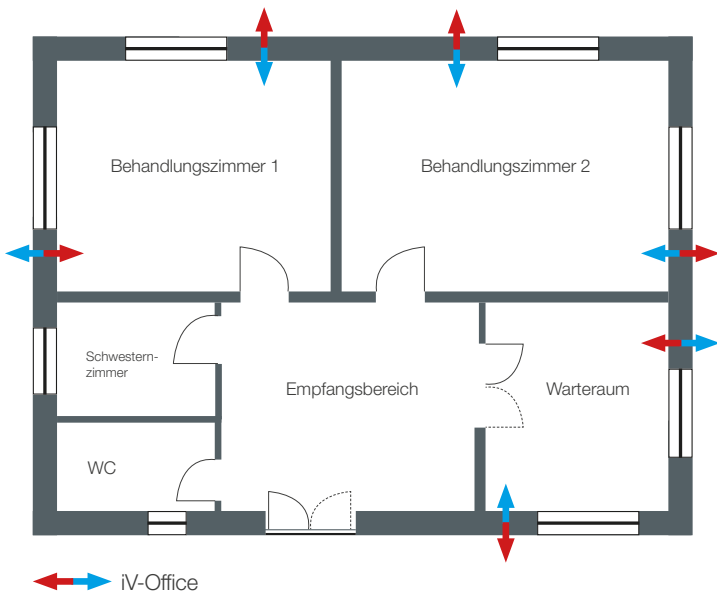 Behandlungszimmer 1
Behandlungszimmer 2
Schwestern-
zimmer
Empfangsbereich
Warteraum
WC
iV-Office